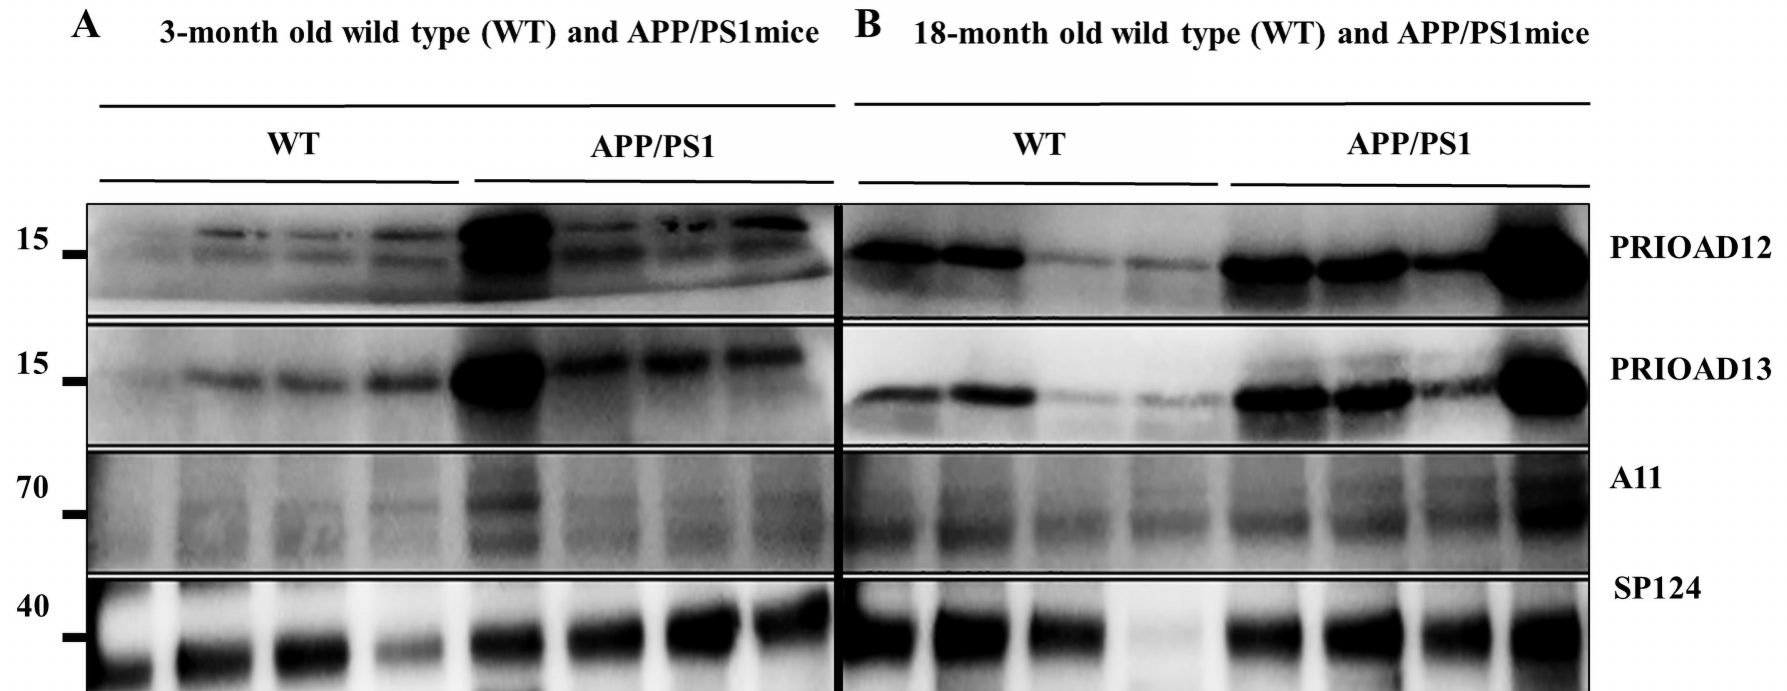 A 3-month old wild type (WT) and APP/PS1mice B 18-month old wild type (WT) and APP/PS1mice
WT APP/PS1 WT APP/PS1
15 PRIOAD12
15 PRIOAD13
70 A11
40 SP124